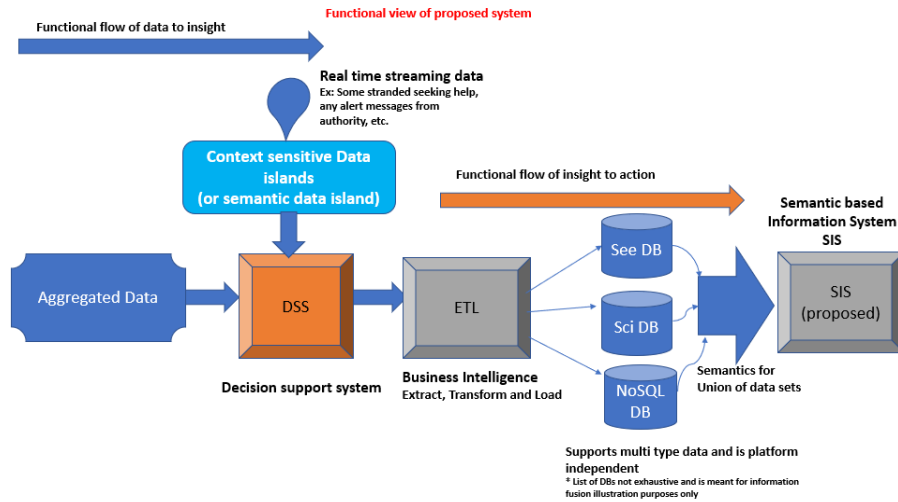 Functional view of proposed system
Functional flow of data to insight
Real time streaming data
Ex: Some stranded seeking help,
any alert messages from
authority, etc.
Context sensitive Data
islands
(or semantic data island)
Functional flow of insight to action
Semantic based
Information System
SIS
See DB
Aggregated Data
DSS
ETL
Sci DB
SIS
(proposed)
NoSQL
DB
Semantics for
Union of data sets
Decision support system
Business Intelligence
Extract, Transform and Load
Supports multi type data and is platform
independent
* List of DBs not exhaustive and is meant for information
fusion illustration purposes only